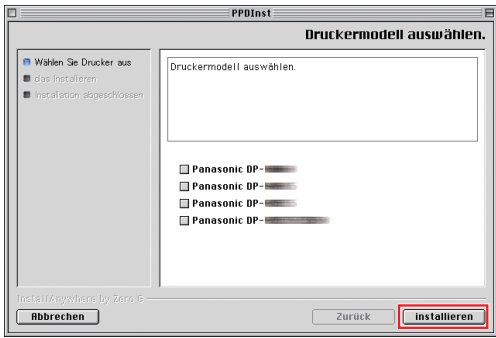 PPDInst
Druckermodell auswählen.
Wählen Sie Drucker aus
das Installieren
Installation abgeschlossen
Druckermodell auswählen.
Panasonic DP-
Panasonic DP-
Panasonic DP-
Panasonic DP-
InstallAnywhere by Zero G
Abbrechen
Zurück
installieren